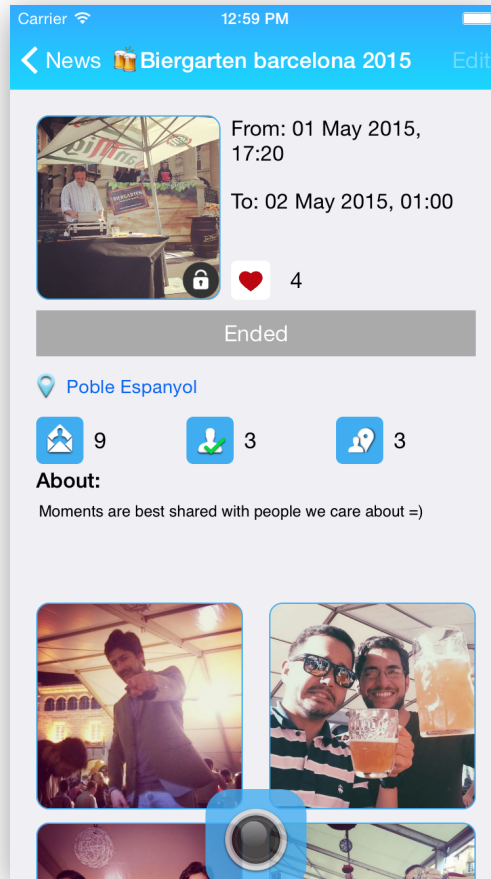 Carrier 12:59 PM
News 🍻Biergarten barcelona 2015 Edit
From: 01 May 2015,
17:20
To: 02 May 2015, 01:00
BIERGARTEN
4
Ended
Poble Espanyol
9 3 3
About:
Moments are best shared with people we care about =)